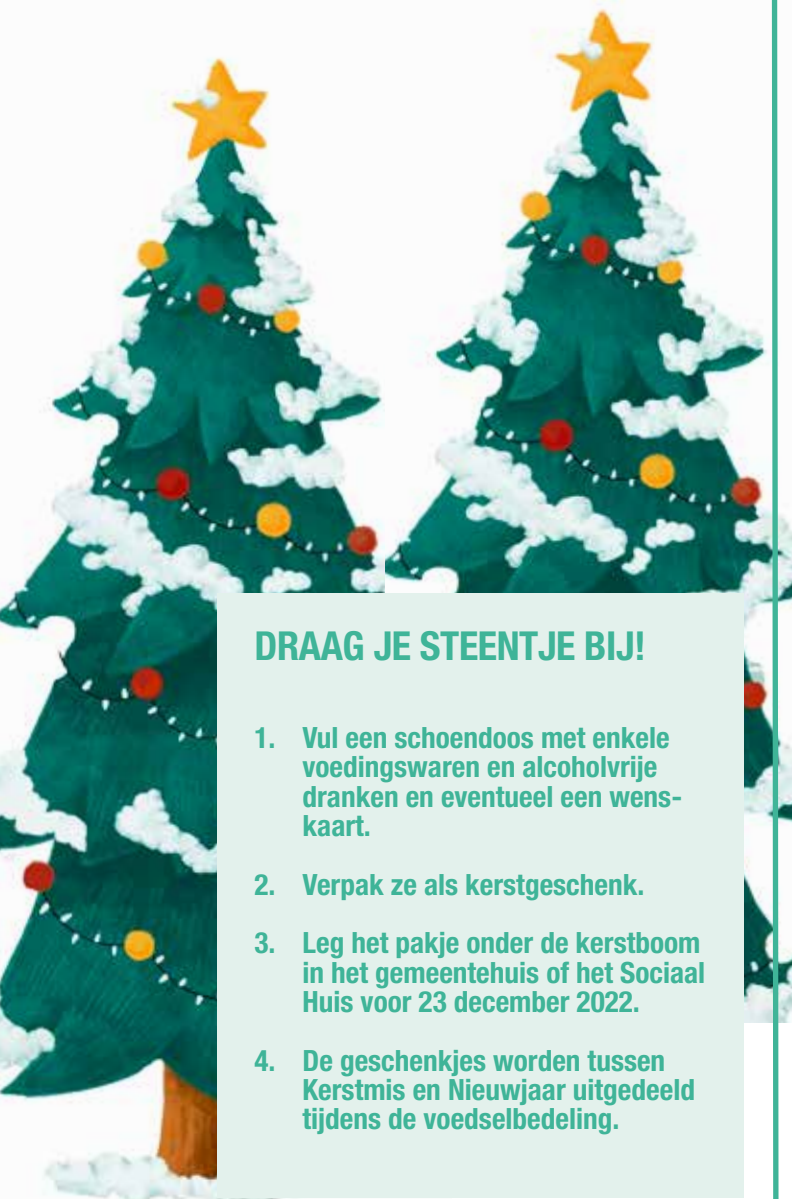 DRAAG JE STEENTJE BIJ!
1. Vul een schoendoos met enkele
voedingswaren en alcoholvrije
dranken en eventueel een wens-
kaart.
2. Verpak ze als kerstgeschenk.
3. Leg het pakje onder de kerstboom
in het gemeentehuis of het Sociaal
Huis voor 23 december 2022.
4. De geschenkjes worden tussen
Kerstmis en Nieuwjaar uitgedeeld
tijdens de voedselbedeling.